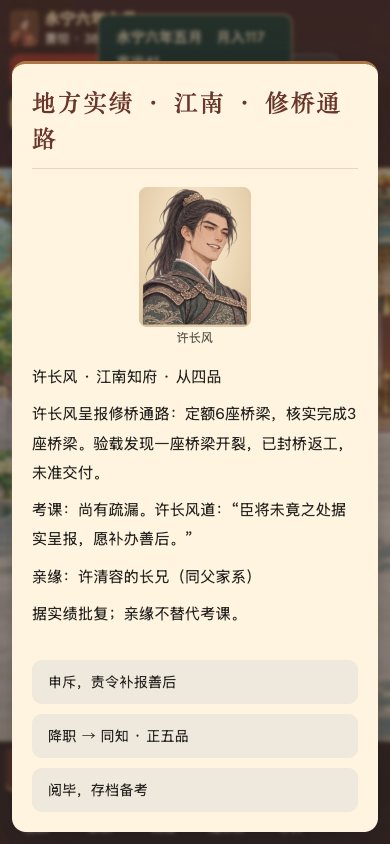 永宁六年五月 月入117
地方实绩 · 江南 · 修桥通
路
许长风
许长风 · 江南知府 · 从四品
许长风呈报修桥通路：定额6座桥梁，核实完成3
座桥梁。验载发现一座桥梁开裂，已封桥返工，
未准交付。
考课：尚有疏漏。许长风道：“臣将未竟之处据
实呈报，愿补办善后。”
亲缘：许清容的长兄（同父家系）
据实绩批复；亲缘不替代考课。
申斥，责令补报善后
降职 → 同知 · 正五品
阅毕，存档备考